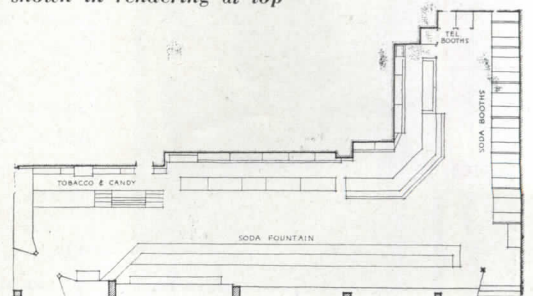 shown in rendering at top
TEL.
BOOTHS
SODA BOOTHS
TOBACCO & CANDY
SODA FOUNTAIN